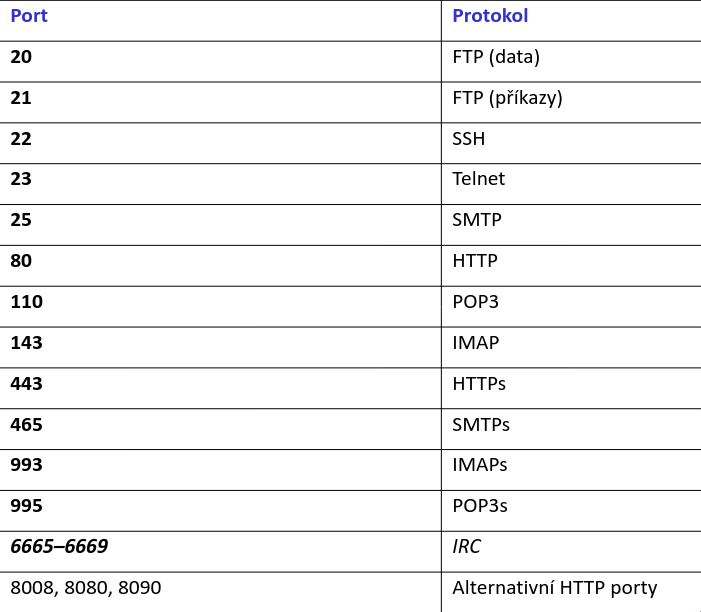 Port Protokol
20 FTP (data)
21 FTP (příkazy)
22 SSH
23 Telnet
25 SMTP
80 HTTP
110 POP3
143 IMAP
443 HTTPs
465 SMTPs
993 IMAPs
995 POP3s
6665–6669 IRC
8008, 8080, 8090 Alternativní HTTP porty